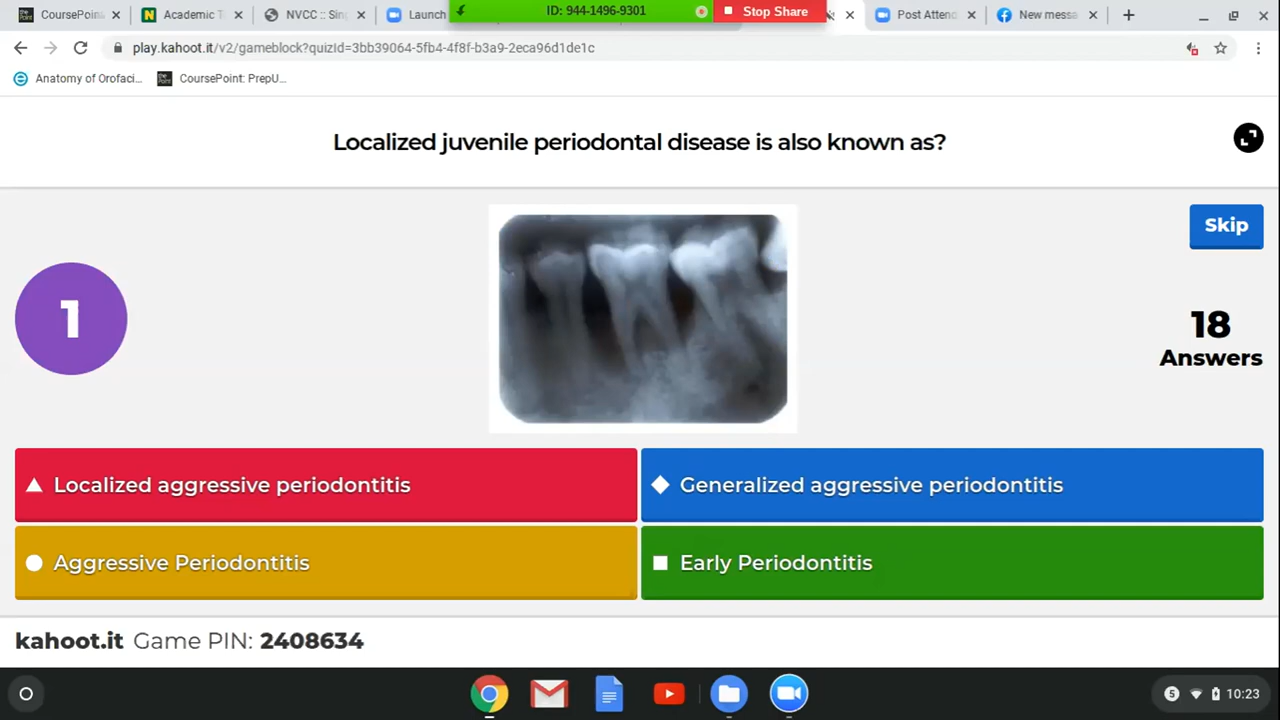 CoursePoin
Academic T
NVCC :: Sin
Launch
ID: 944-1496-9301
Stop Share
Post Attend
New messa
play.kahoot.it/v2/gameblock?quizId=3bb39064-5fb4-4f8f-b3a9-2eca96d1de1c
Anatomy of Orofaci...
CoursePoint: PrepU...
Localized juvenile periodontal disease is also known as?
Skip
1
18
Answers
Localized aggressive periodontitis
Generalized aggressive periodontitis
Aggressive Periodontitis
Early Periodontitis
kahoot.it Game PIN: 2408634
5
10:23